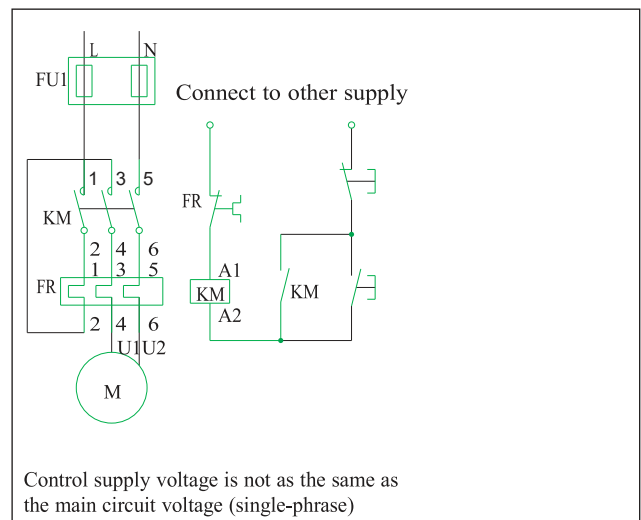 L N
FU1
Connect to other supply
1 3 5
KM
2 4 6
FR
1 3 5
FR
2 4 6
U1U2
M
A1
KM
A2
KM
Control supply voltage is not as the same as
the main circuit voltage (single-phrase)